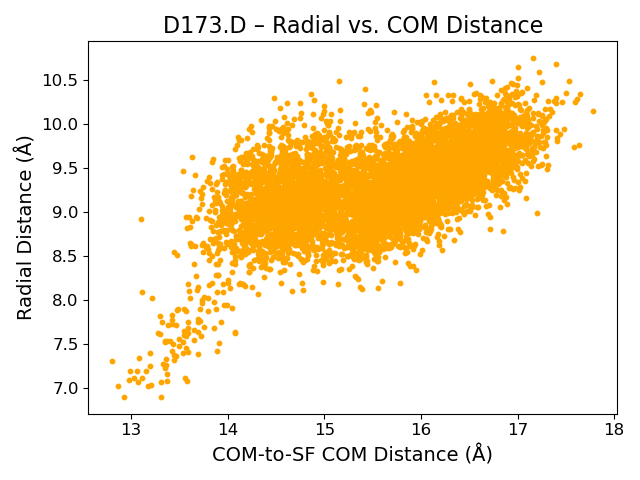 D173.D – Radial vs. COM Distance
Radial Distance (Å)
10.5
10.0
9.5
9.0
8.5
8.0
7.5
7.0
13 14 15 16 17 18
COM-to-SF COM Distance (Å)